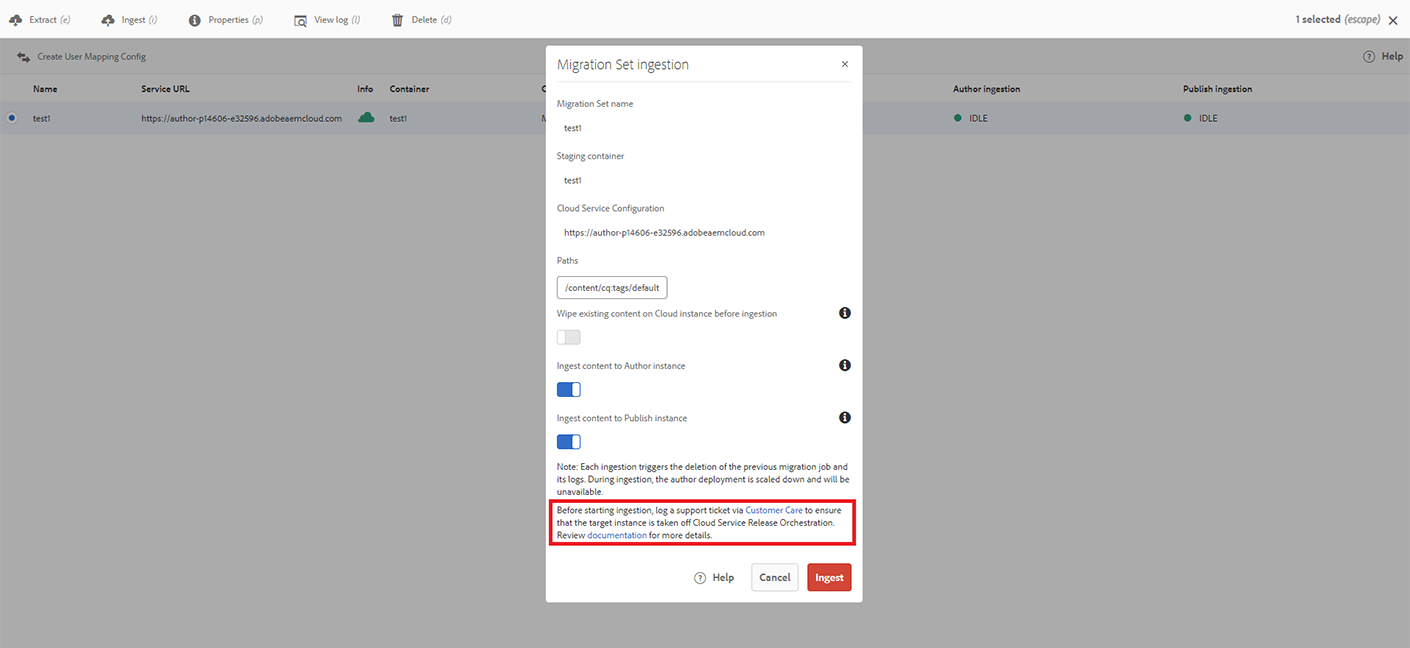 Extract (e) Ingest (i) Properties (p) View log (l) Delete (d) 1 selected (escape)
Create User Mapping Config Help
Name Service URL Info Container C Author ingestion Publish ingestion
test1 https://author-p14606-e32596.adobeaemcloud.com test1 IDLE IDLE
Migration Set ingestion
Migration Set name
test1
Staging container
test1
Cloud Service Configuration
https://author-p14606-e32596.adobeaemcloud.com
Paths
/content/cq:tags/default
Wipe existing content on Cloud instance before ingestion
Ingest content to Author instance
Ingest content to Publish instance
Note: Each ingestion triggers the deletion of the previous migration job and
its logs. During ingestion, the author deployment is scaled down and will be
unavailable.
Before starting ingestion, log a support ticket via Customer Care to ensure
that the target instance is taken off Cloud Service Release Orchestration.
Review documentation for more details.
Help Cancel Ingest